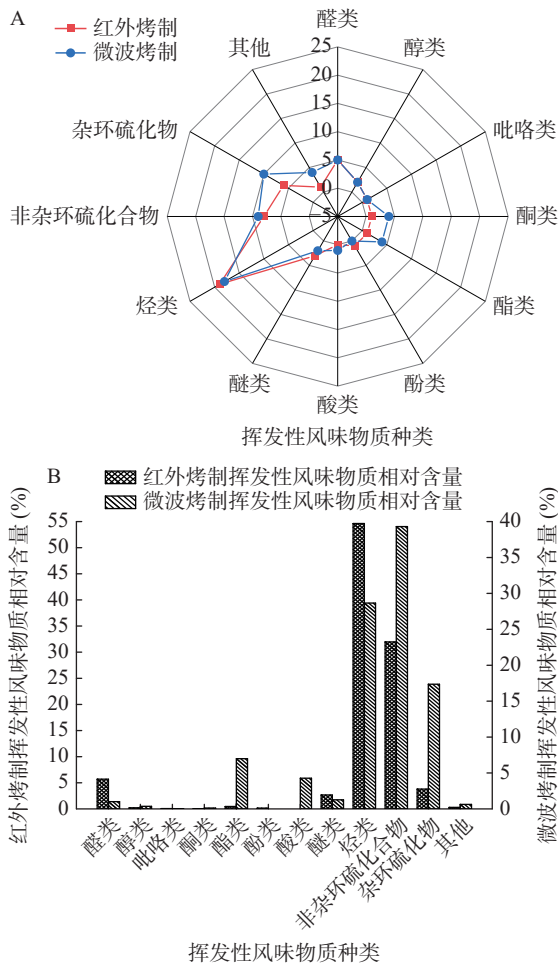 A
红外烤制
微波烤制
醛类
醇类
吡咯类
酮类
酯类
酚类
酸类
醚类
烃类
非杂环硫化合物
杂环硫化物
其他
25
20
15
10
5
0
-5
挥发性风味物质种类
B
红外烤制挥发性风味物质相对含量
微波烤制挥发性风味物质相对含量
红外烤制挥发性风味物质相对含量 (%)
55
50
45
40
35
30
25
20
15
10
5
0
40
35
30
25
20
15
10
5
0
微波烤制挥发性风味物质相对含量 (%)
醛类
醇类
吡咯类
酮类
酯类
酚类
酸类
醚类
烃类
非杂环硫化合物
杂环硫化物
其他
挥发性风味物质种类